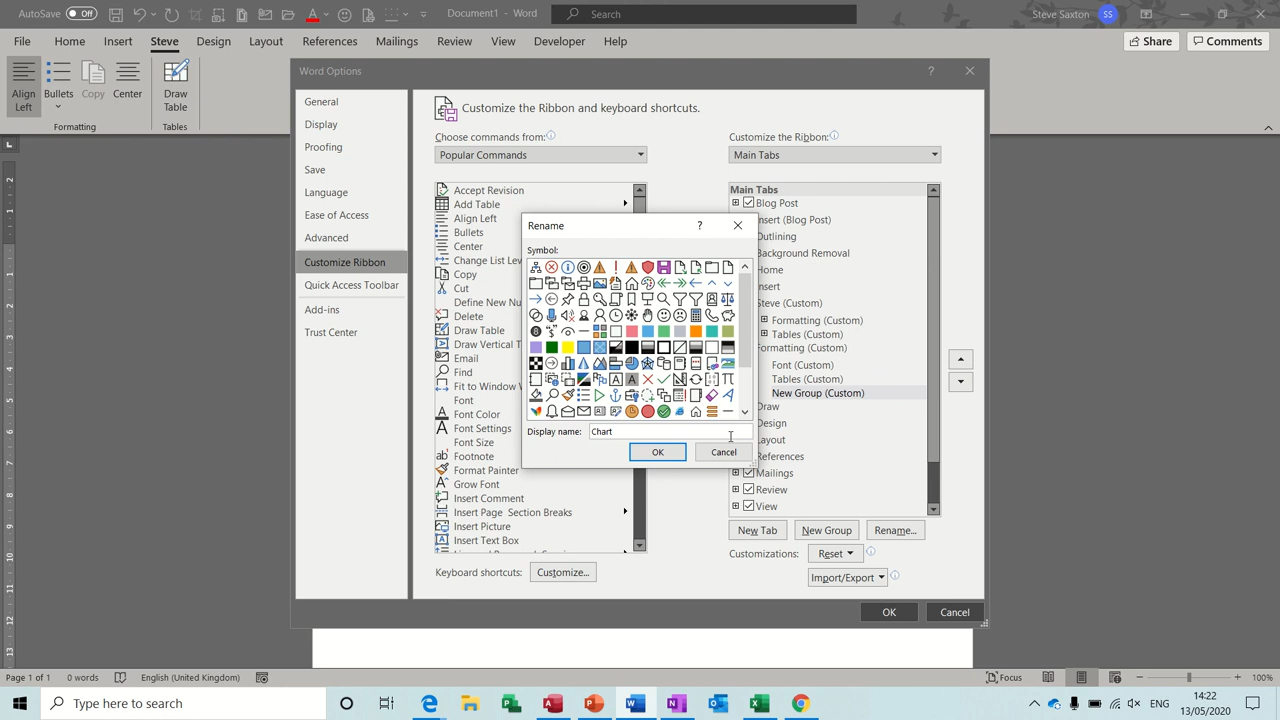 AutoSave Off Document1 - Word Search Steve Saxton SS
File Home Insert Steve Design Layout References Mailings Review View Developer Help Share Comments
Align Left Bullets Copy Center Draw Table
Formatting Tables
Word Options
General
Display
Proofing
Save
Language
Ease of Access
Advanced
Customize Ribbon
Quick Access Toolbar
Add-ins
Trust Center
Customize the Ribbon and keyboard shortcuts.
Choose commands from:
Popular Commands
Accept Revision
Add Table
Align Left
Bullets
Center
Change List Lev
Copy
Cut
Define New Nu
Delete
Draw Table
Draw Vertical T
Email
Find
Fit to Window
Font
Font Color
Font Settings
Font Size
Footnote
Format Painter
Grow Font
Insert Comment
Insert Page Section Breaks
Insert Picture
Insert Text Box
Keyboard shortcuts: Customize...
Rename
Symbol:
Display name: Chart
OK Cancel
Customize the Ribbon:
Main Tabs
Main Tabs
Blog Post
Insert (Blog Post)
Outlining
Background Removal
Home
Insert
Steve (Custom)
Formatting (Custom)
Tables (Custom)
Formatting (Custom)
Font (Custom)
Tables (Custom)
New Group (Custom)
Draw
Design
Layout
References
Mailings
Review
View
New Tab New Group Rename...
Customizations: Reset
Import/Export
OK Cancel
Page 1 of 1 0 words English (United Kingdom) Focus 100%
Type here to search
ENG
14:22
13/05/2020